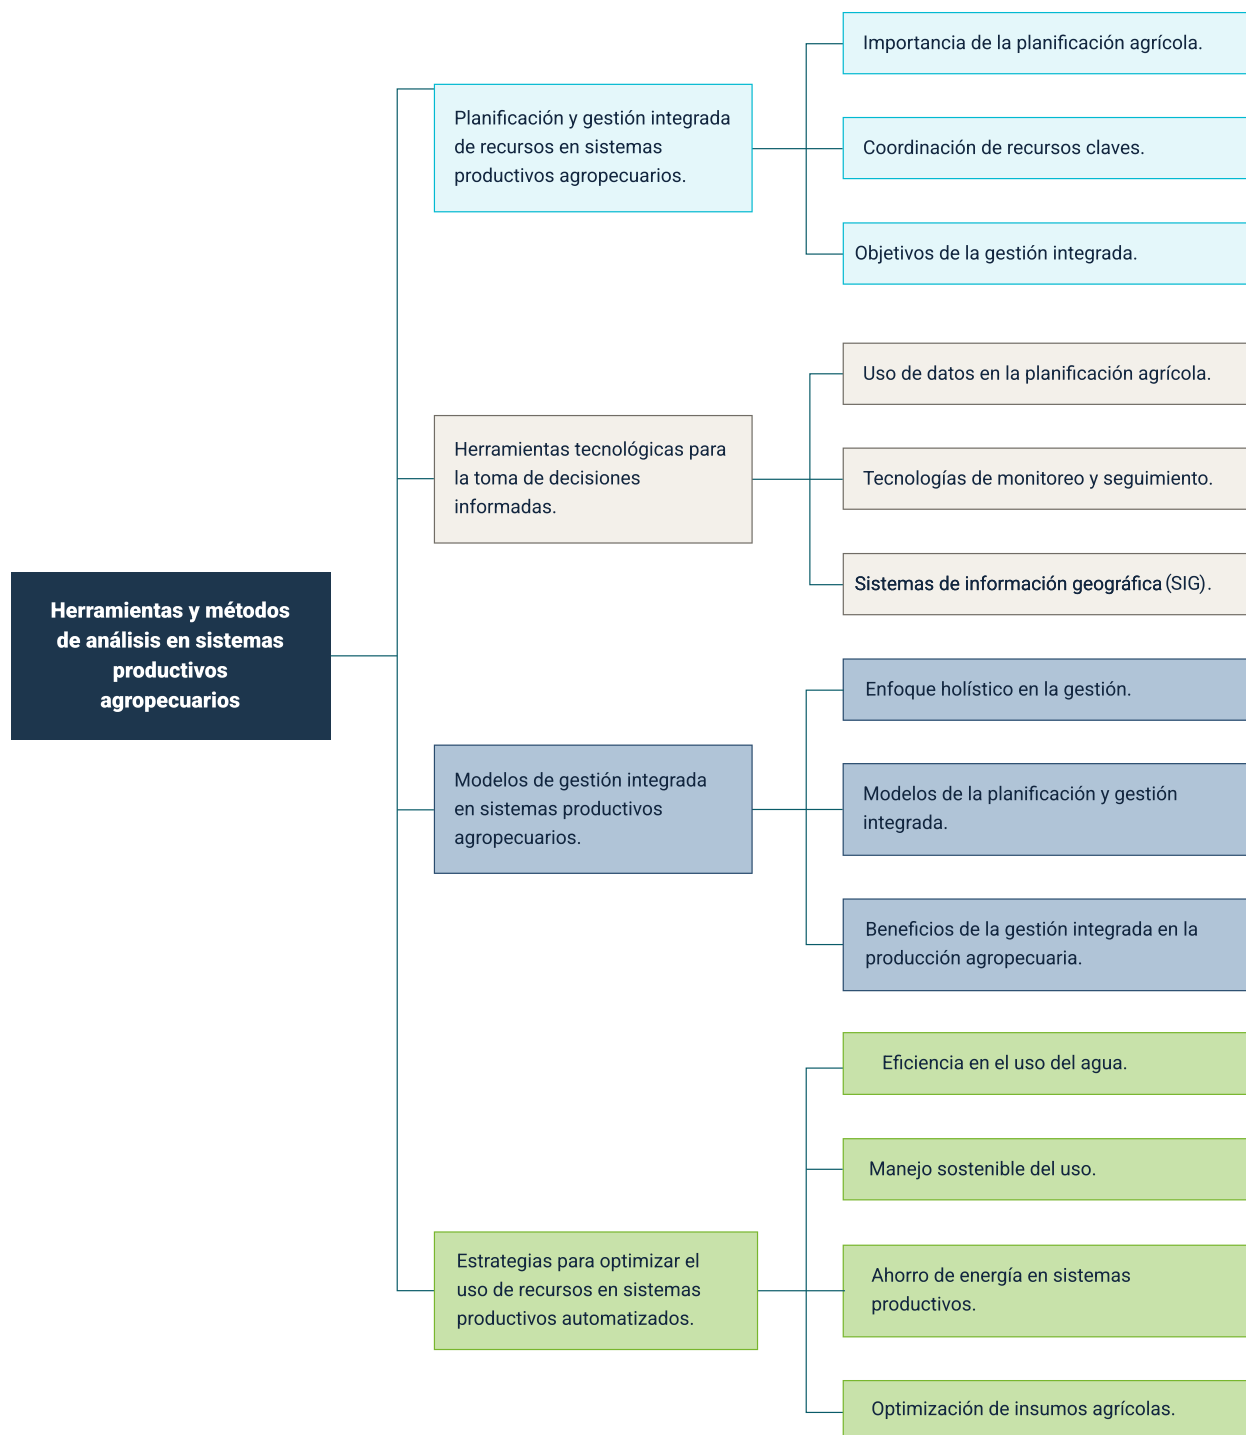 Herramientas y métodos
de análisis en sistemas
productivos
agropecuarios
Planificación y gestión integrada
de recursos en sistemas
productivos agropecuarios.
Importancia de la planificación agrícola.
Coordinación de recursos claves.
Objetivos de la gestión integrada.
Herramientas tecnológicas para
la toma de decisiones
informadas.
Uso de datos en la planificación agrícola.
Tecnologías de monitoreo y seguimiento.
Sistemas de información geográfica (SIG).
Modelos de gestión integrada
en sistemas productivos
agropecuarios.
Enfoque holístico en la gestión.
Modelos de la planificación y gestión
integrada.
Beneficios de la gestión integrada en la
producción agropecuaria.
Estrategias para optimizar el
uso de recursos en sistemas
productivos automatizados.
Eficiencia en el uso del agua.
Manejo sostenible del uso.
Ahorro de energía en sistemas
productivos.
Optimización de insumos agrícolas.